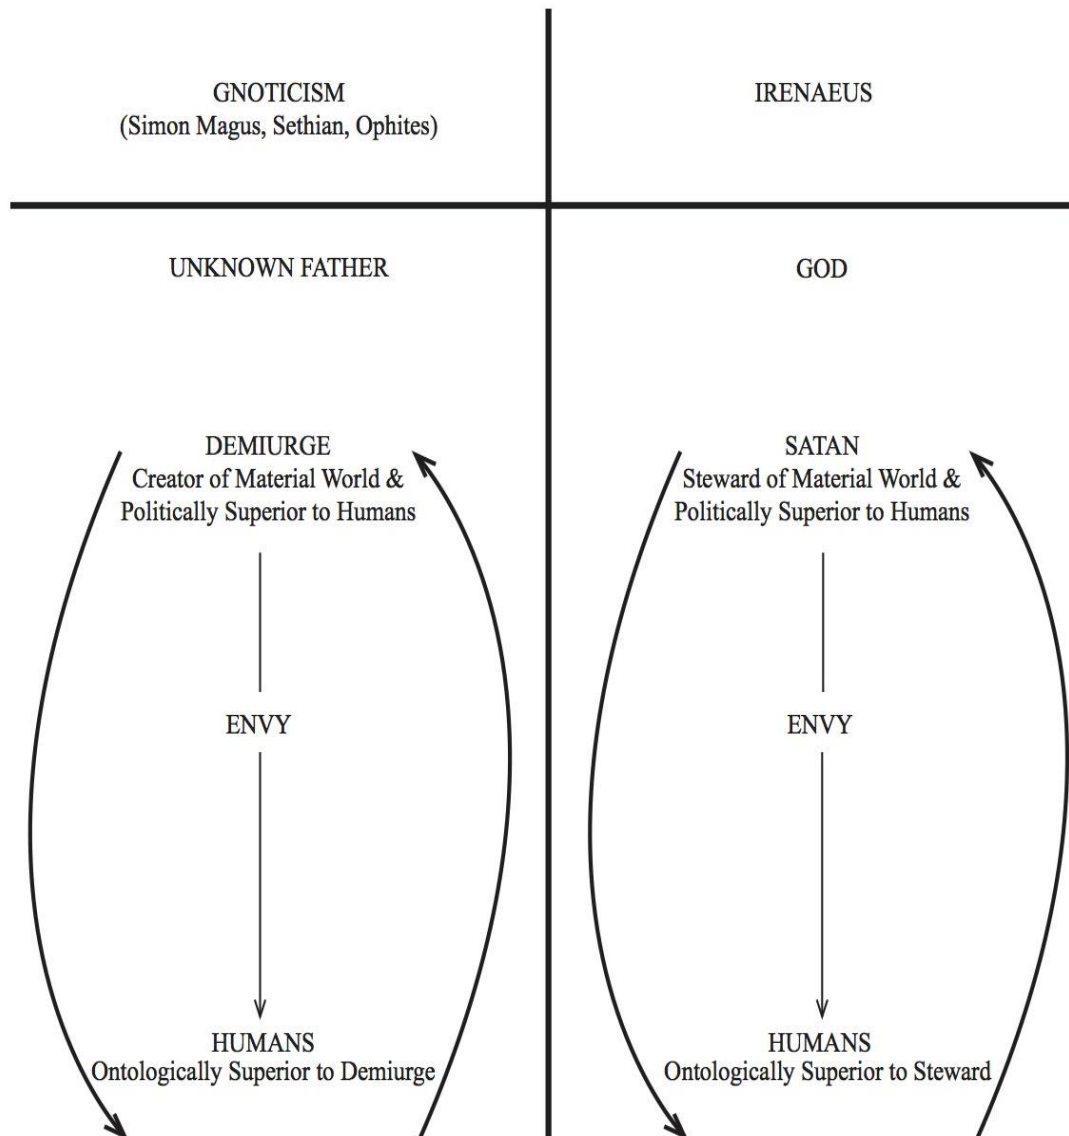 GNOTICISM
(Simon Magus, Sethian, Ophites)
IRENAEUS
UNKNOWN FATHER
GOD
DEMIURGE
Creator of Material World &
Politically Superior to Humans
SATAN
Steward of Material World &
Politically Superior to Humans
ENVY
ENVY
HUMANS
Ontologically Superior to Demiurge
HUMANS
Ontologically Superior to Steward